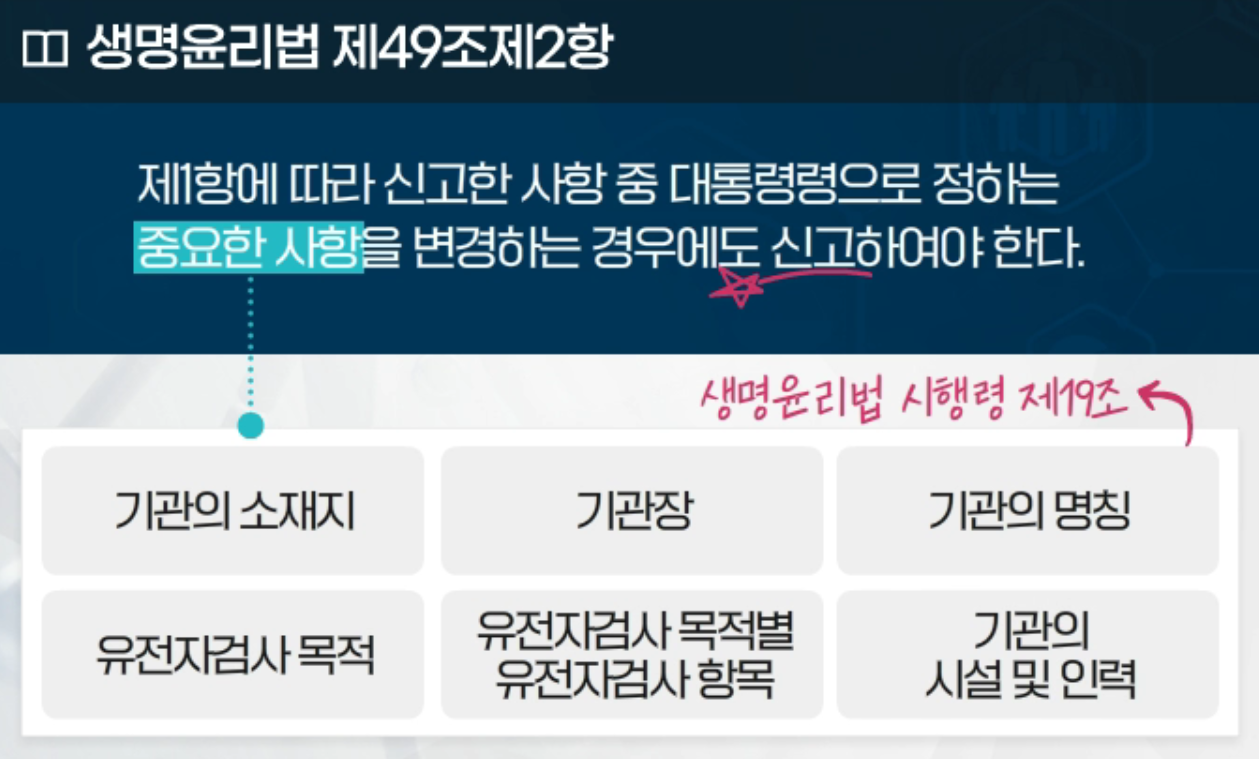 생명윤리법 제49조제2항
제1항에 따라 신고한 사항 중 대통령령으로 정하는
중요한 사항을 변경하는 경우에도 신고하여야 한다.
생명윤리법 시행령 제19조
기관의 소재지
기관장
기관의 명칭
유전자검사 목적
유전자검사 목적별
유전자검사 항목
기관의
시설 및 인력